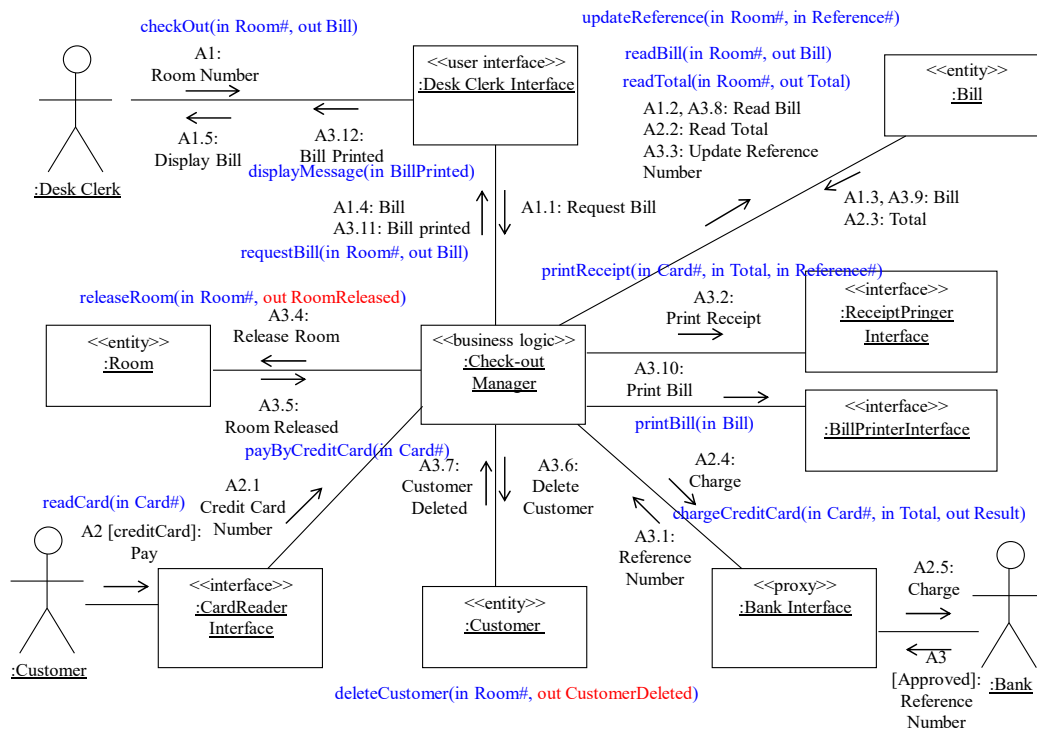 checkOut(in Room#, out Bill)
updateReference(in Room#, in Reference#)
A1:
Room Number
<<user interface>>
:Desk Clerk Interface
readBill(in Room#, out Bill)
readTotal(in Room#, out Total)
<<entity>>
:Bill
A1.2, A3.8: Read Bill
A2.2: Read Total
A3.3: Update Reference
Number
A1.5:
Display Bill
A3.12:
Bill Printed
:Desk Clerk
displayMessage(in BillPrinted)
A1.4: Bill
A3.11: Bill printed
A1.1: Request Bill
A1.3, A3.9: Bill
A2.3: Total
requestBill(in Room#, out Bill)
printReceipt(in Card#, in Total, in Reference#)
releaseRoom(in Room#, out RoomReleased)
A3.4:
Release Room
A3.2:
Print Receipt
<<interface>>
:ReceiptPringer
Interface
<<entity>>
:Room
<<business logic>>
:Check-out
Manager
A3.5:
Room Released
A3.10:
Print Bill
<<interface>>
:BillPrinterInterface
printBill(in Bill)
payByCreditCard(in Card#)
A2.1
Credit Card
Number
A3.7:
Customer
Deleted
A3.6:
Delete
Customer
A2.4:
Charge
readCard(in Card#)
chargeCreditCard(in Card#, in Total, out Result)
A2 [creditCard]:
Pay
A3.1:
Reference
Number
<<interface>>
:CardReader
Interface
<<entity>>
:Customer
<<proxy>>
:Bank Interface
A2.5:
Charge
:Customer
A3
[Approved]:
Reference
Number
:Bank
deleteCustomer(in Room#, out CustomerDeleted)